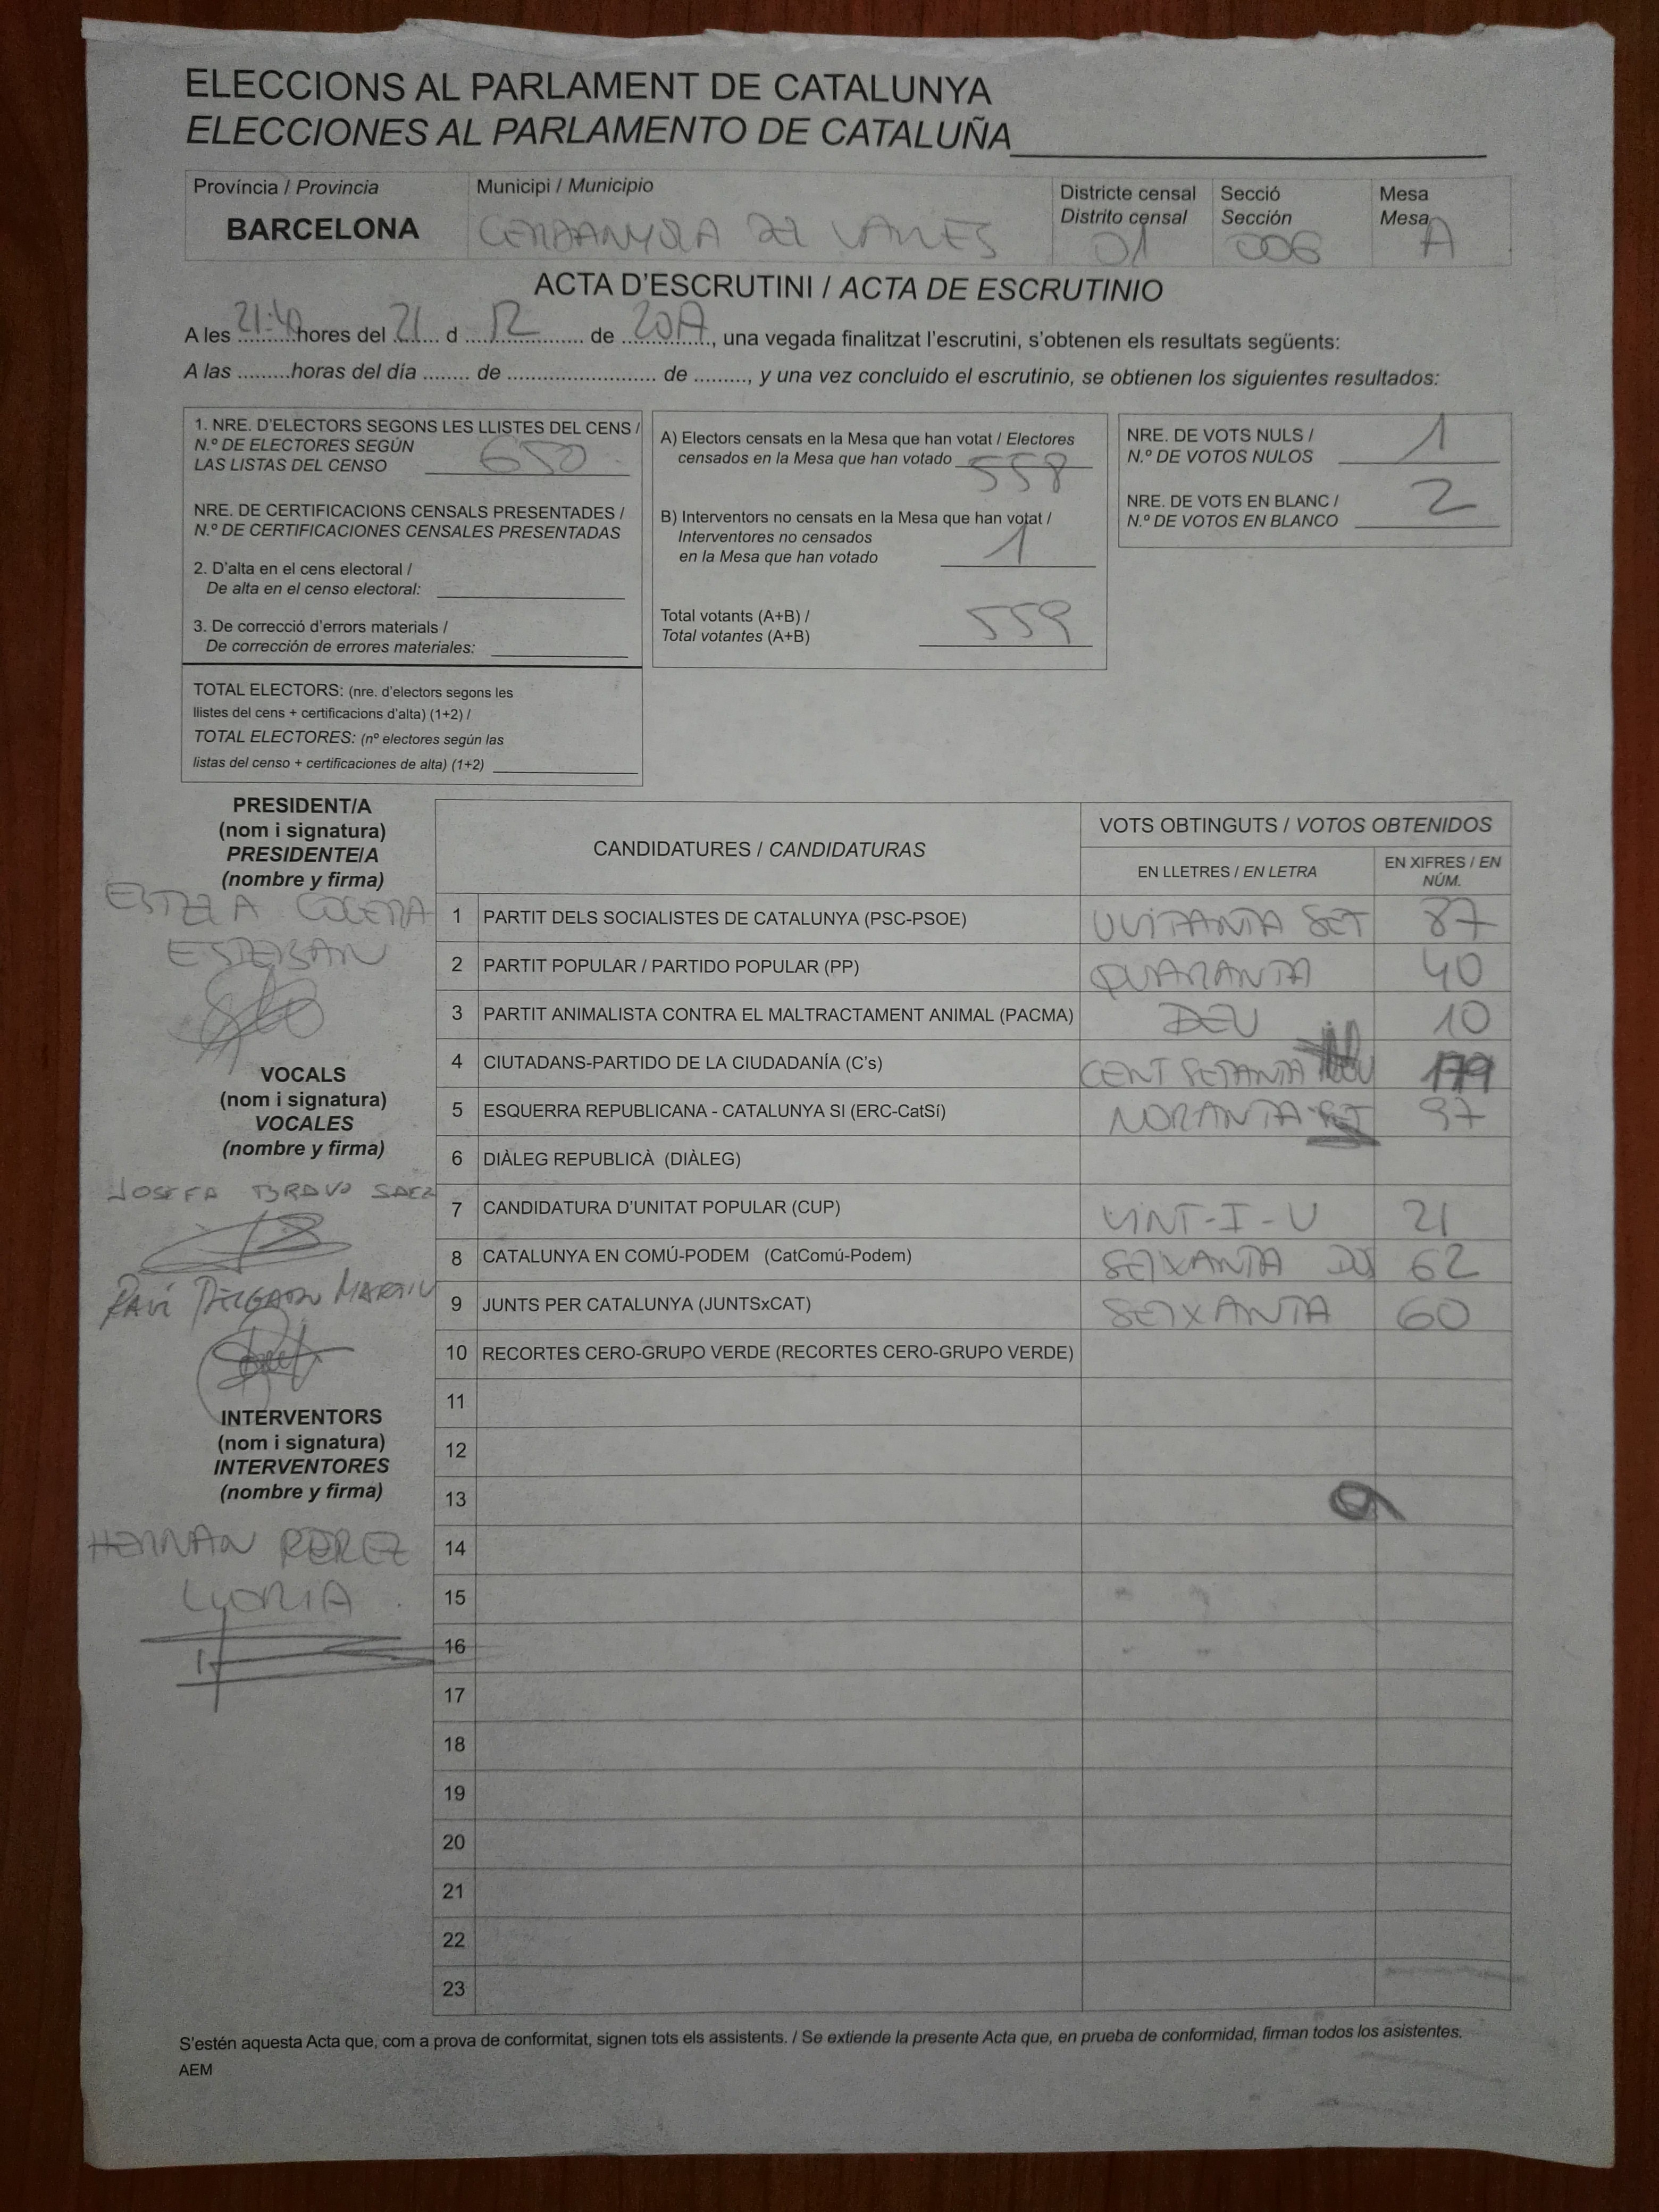 ELECCIONS AL PARLAMENT DE CATALUNYA
ELECCIONES AL PARLAMENTO DE CATALUÑA
Província / Provincia
BARCELONA
Municipi / Municipio
CERDANYOLA DEL VALLES
Districte censal
Distrito censal
01
Secció
Sección
006
Mesa
Mesa
A
ACTA D'ESCRUTINI / ACTA DE ESCRUTINIO
A les 21:40 hores del 21 d 12 de 2017, una vegada finalitzat l'escrutini, s'obtenen els resultats següents:
A las .........horas del día ........ de ........................... de ........., y una vez concluido el escrutinio, se obtienen los siguientes resultados:
1. NRE. D'ELECTORS SEGONS LES LLISTES DEL CENS /
N.º DE ELECTORES SEGÚN
LAS LISTAS DEL CENSO 650
NRE. DE CERTIFICACIONS CENSALS PRESENTADES /
N.º DE CERTIFICACIONES CENSALES PRESENTADAS
2. D'alta en el cens electoral /
De alta en el censo electoral:
3. De correcció d'errors materials /
De corrección de errores materiales:
TOTAL ELECTORS: (nre. d'electors segons les
llistes del cens + certificacions d'alta) (1+2) /
TOTAL ELECTORES: (nº electores según las
listas del censo + certificaciones de alta) (1+2)
A) Electors censats en la Mesa que han votat / Electores
censados en la Mesa que han votado 558
B) Interventors no censats en la Mesa que han votat /
Interventores no censados
en la Mesa que han votado 1
Total votants (A+B) /
Total votantes (A+B) 559
NRE. DE VOTS NULS /
N.º DE VOTOS NULOS 1
NRE. DE VOTS EN BLANC /
N.º DE VOTOS EN BLANCO 2
PRESIDENT/A
(nom i signatura)
PRESIDENTE/A
(nombre y firma)
ESTELA COCERA
ESTEBAN
VOCALS
(nom i signatura)
VOCALES
(nombre y firma)
JOSEFA BRAVO SAEZ
DELGADO MARTIN
INTERVENTORS
(nom i signatura)
INTERVENTORES
(nombre y firma)
HERNAN PEREZ
LLORIA
CANDIDATURES / CANDIDATURAS
VOTS OBTINGUTS / VOTOS OBTENIDOS
EN LLETRES / EN LETRA
EN XIFRES / EN NÚM.
1 PARTIT DELS SOCIALISTES DE CATALUNYA (PSC-PSOE) VUITANTA SET 87
2 PARTIT POPULAR / PARTIDO POPULAR (PP) QUARANTA 40
3 PARTIT ANIMALISTA CONTRA EL MALTRACTAMENT ANIMAL (PACMA) DEU 10
4 CIUTADANS-PARTIDO DE LA CIUDADANÍA (C's) CENT SETANTA NOU 179
5 ESQUERRA REPUBLICANA - CATALUNYA SI (ERC-CatSí) NORANTA SET 97
6 DIÀLEG REPUBLICÀ (DIÀLEG)
7 CANDIDATURA D'UNITAT POPULAR (CUP) VINT-I-U 21
8 CATALUNYA EN COMÚ-PODEM (CatComú-Podem) SEIXANTA DOS 62
9 JUNTS PER CATALUNYA (JUNTSxCAT) SEIXANTA 60
10 RECORTES CERO-GRUPO VERDE (RECORTES CERO-GRUPO VERDE)
11
12
13
14
15
16
17
18
19
20
21
22
23
S'estén aquesta Acta que, com a prova de conformitat, signen tots els assistents. / Se extiende la presente Acta que, en prueba de conformidad, firman todos los asistentes.
AEM